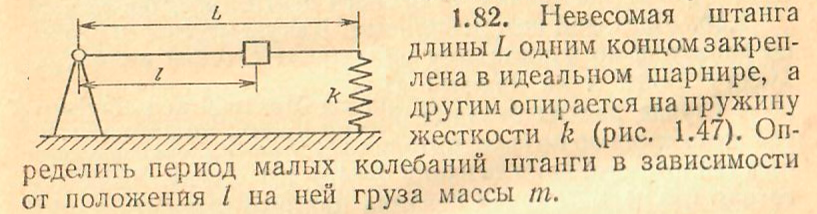 L
l
k
1.82. Невесомая штанга
длины L одним концом закреп-
лена в идеальном шарнире, а
другим опирается на пружину
жесткости k (рис. 1.47). Оп-
ределить период малых колебаний штанги в зависимости
от положения l на ней груза массы m.